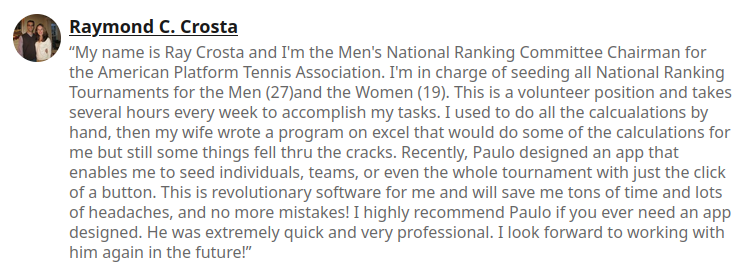 Raymond C. Crosta
“My name is Ray Crosta and I'm the Men's National Ranking Committee Chairman for
the American Platform Tennis Association. I'm in charge of seeding all National Ranking
Tournaments for the Men (27)and the Women (19). This is a volunteer position and takes
several hours every week to accomplish my tasks. I used to do all the calcualations by
hand, then my wife wrote a program on excel that would do some of the calculations for
me but still some things fell thru the cracks. Recently, Paulo designed an app that
enables me to seed individuals, teams, or even the whole tournament with just the click
of a button. This is revolutionary software for me and will save me tons of time and lots
of headaches, and no more mistakes! I highly recommend Paulo if you ever need an app
designed. He was extremely quick and very professional. I look forward to working with
him again in the future!”